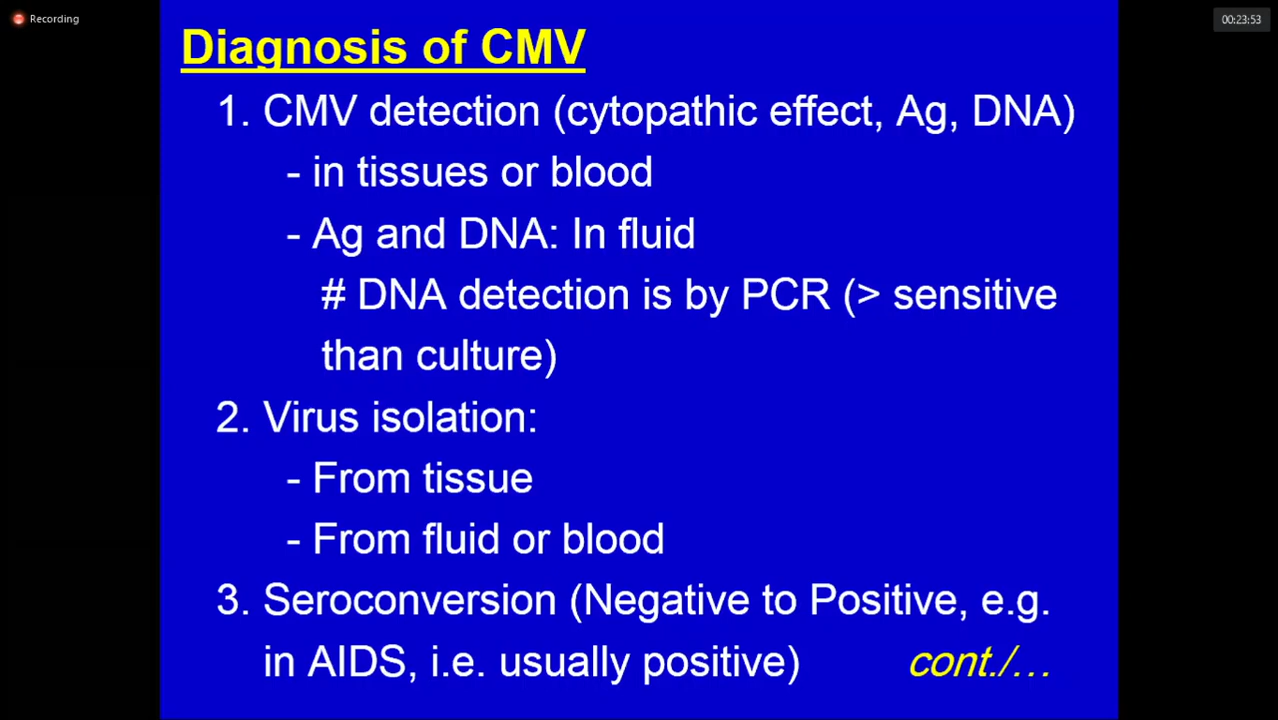 Recording
00:23:53
Diagnosis of CMV
1. CMV detection (cytopathic effect, Ag, DNA)
- in tissues or blood
- Ag and DNA: In fluid
# DNA detection is by PCR (> sensitive
than culture)
2. Virus isolation:
- From tissue
- From fluid or blood
3. Seroconversion (Negative to Positive, e.g.
in AIDS, i.e. usually positive) cont./…